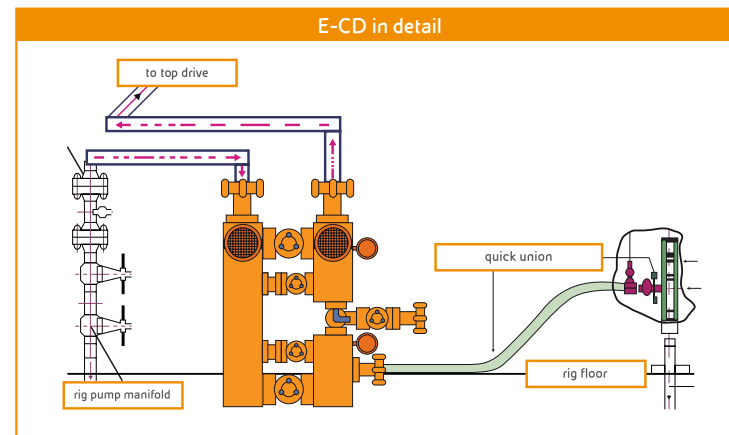 E-CD in detail
to top drive
quick union
rig floor
rig pump manifold